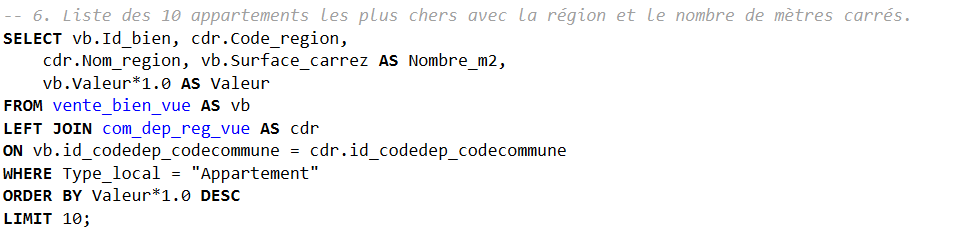 -- 6. Liste des 10 appartements les plus chers avec la région et le nombre de mètres carrés.
SELECT vb.Id_bien, cdr.Code_region,
    cdr.Nom_region, vb.Surface_carrez AS Nombre_m2,
    vb.Valeur*1.0 AS Valeur
FROM vente_bien_vue AS vb
LEFT JOIN com_dep_reg_vue AS cdr
ON vb.id_codedep_codecommune = cdr.id_codedep_codecommune
WHERE Type_local = "Appartement"
ORDER BY Valeur*1.0 DESC
LIMIT 10;